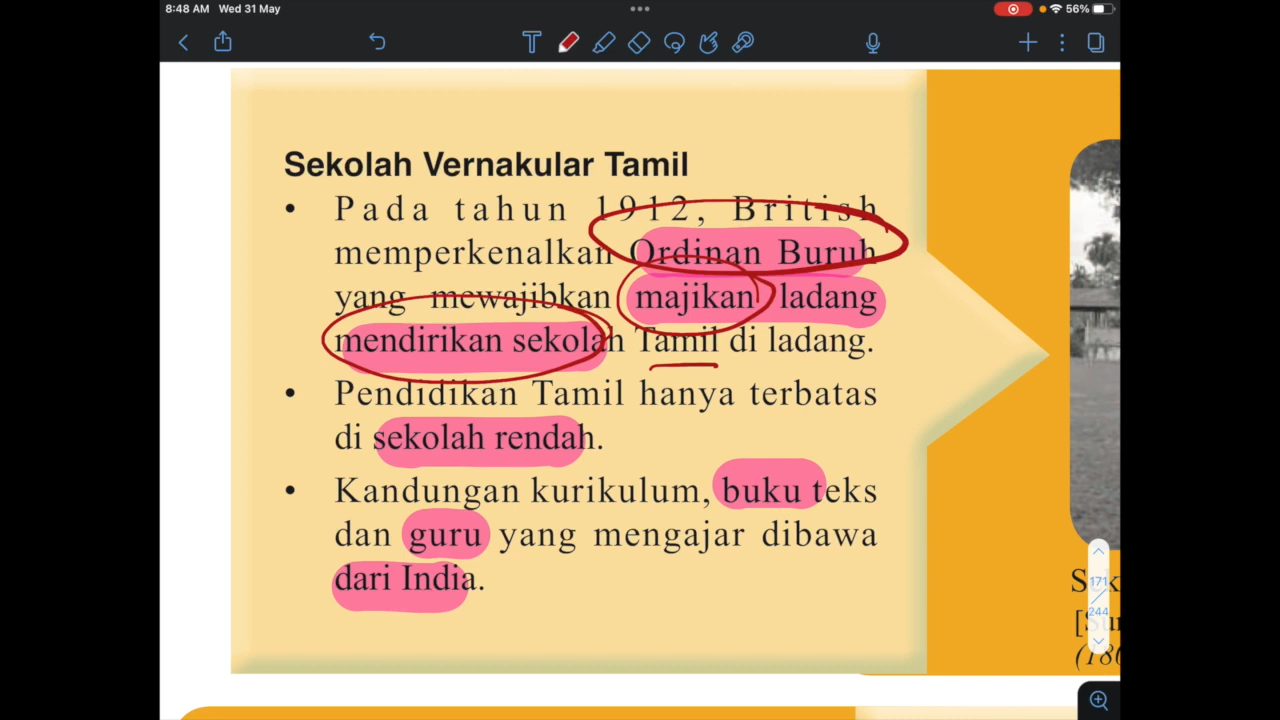 8:48 AM Wed 31 May
56%
Sekolah Vernakular Tamil
• Pada tahun 1912, British
memperkenalkan Ordinan Buruh
yang mewajibkan majikan ladang
mendirikan sekolah Tamil di ladang.
• Pendidikan Tamil hanya terbatas
di sekolah rendah.
• Kandungan kurikulum, buku teks
dan guru yang mengajar dibawa
dari India.
171
244